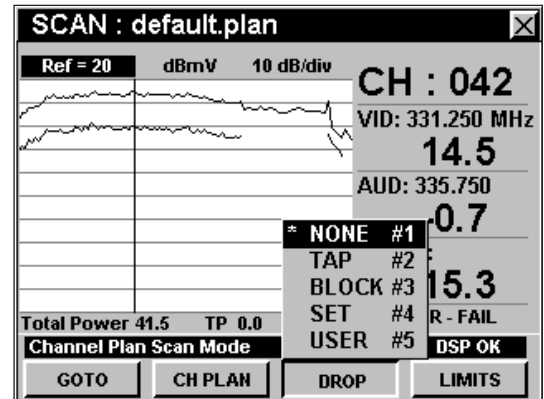 SCAN : default.plan
Ref = 20 dBmV 10 dB/div
CH : 042
VID: 331.250 MHz
14.5
AUD: 335.750
0.7
15.3
R - FAIL
* NONE #1
TAP #2
BLOCK #3
SET #4
USER #5
Total Power 41.5 TP 0.0
Channel Plan Scan Mode DSP OK
GOTO CH PLAN DROP LIMITS